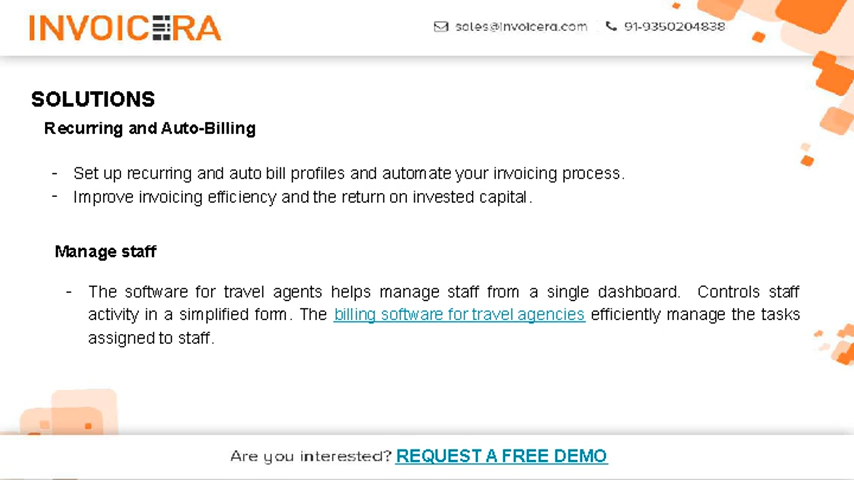 INVOICERA
sales@invoicera.com 91-9350204838
SOLUTIONS
Recurring and Auto-Billing
- Set up recurring and auto bill profiles and automate your invoicing process.
- Improve invoicing efficiency and the return on invested capital.
Manage staff
- The software for travel agents helps manage staff from a single dashboard. Controls staff
activity in a simplified form. The billing software for travel agencies efficiently manage the tasks
assigned to staff.
Are you interested? REQUEST A FREE DEMO